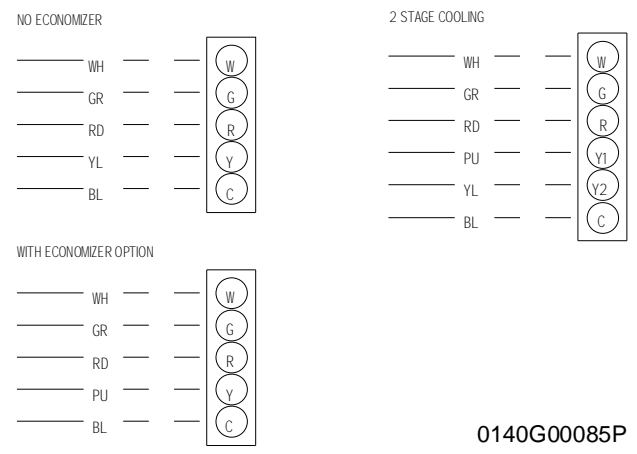 NO ECONOMIZER
WH W
GR G
RD R
YL Y
BL C
WITH ECONOMIZER OPTION
WH W
GR G
RD R
PU Y
BL C
2 STAGE COOLING
WH W
GR G
RD R
PU Y1
YL Y2
BL C
0140G00085P